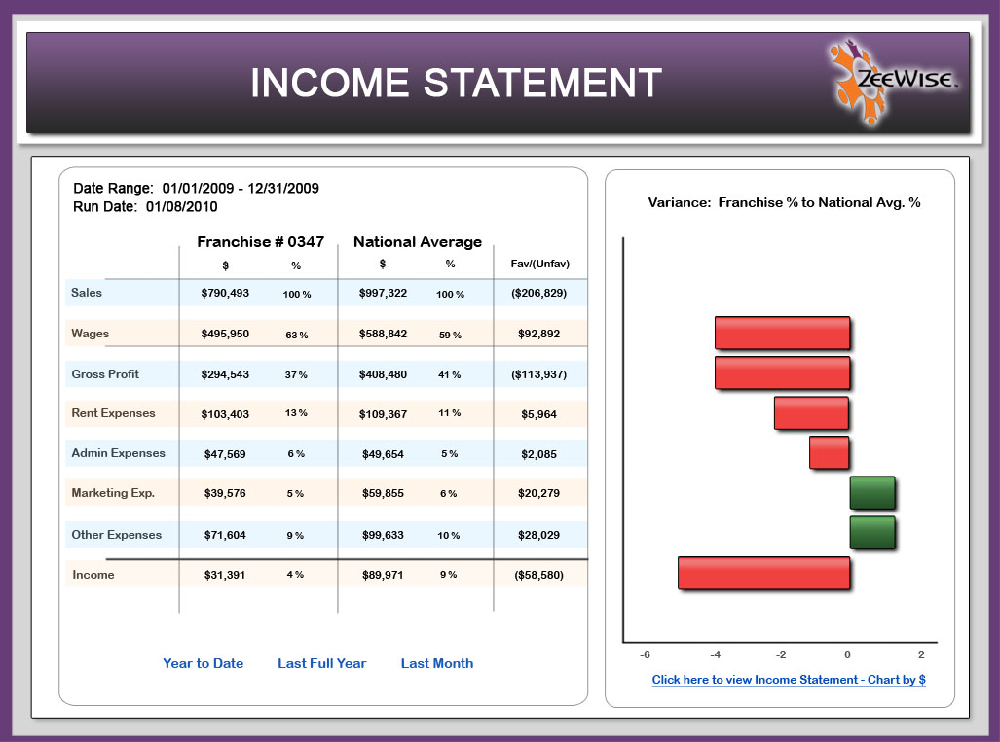 INCOME STATEMENT
ZEEWISE.
Date Range: 01/01/2009 - 12/31/2009
Run Date: 01/08/2010
Franchise # 0347 National Average
$ % $ % Fav/(Unfav)
Sales $790,493 100 % $997,322 100 % ($206,829)
Wages $495,950 63 % $588,842 59 % $92,892
Gross Profit $294,543 37 % $408,480 41 % ($113,937)
Rent Expenses $103,403 13 % $109,367 11 % $5,964
Admin Expenses $47,569 6 % $49,654 5 % $2,085
Marketing Exp. $39,576 5 % $59,855 6 % $20,279
Other Expenses $71,604 9 % $99,633 10 % $28,029
Income $31,391 4 % $89,971 9 % ($58,580)
Year to Date Last Full Year Last Month
Variance: Franchise % to National Avg. %
-6 -4 -2 0 2
Click here to view Income Statement - Chart by $